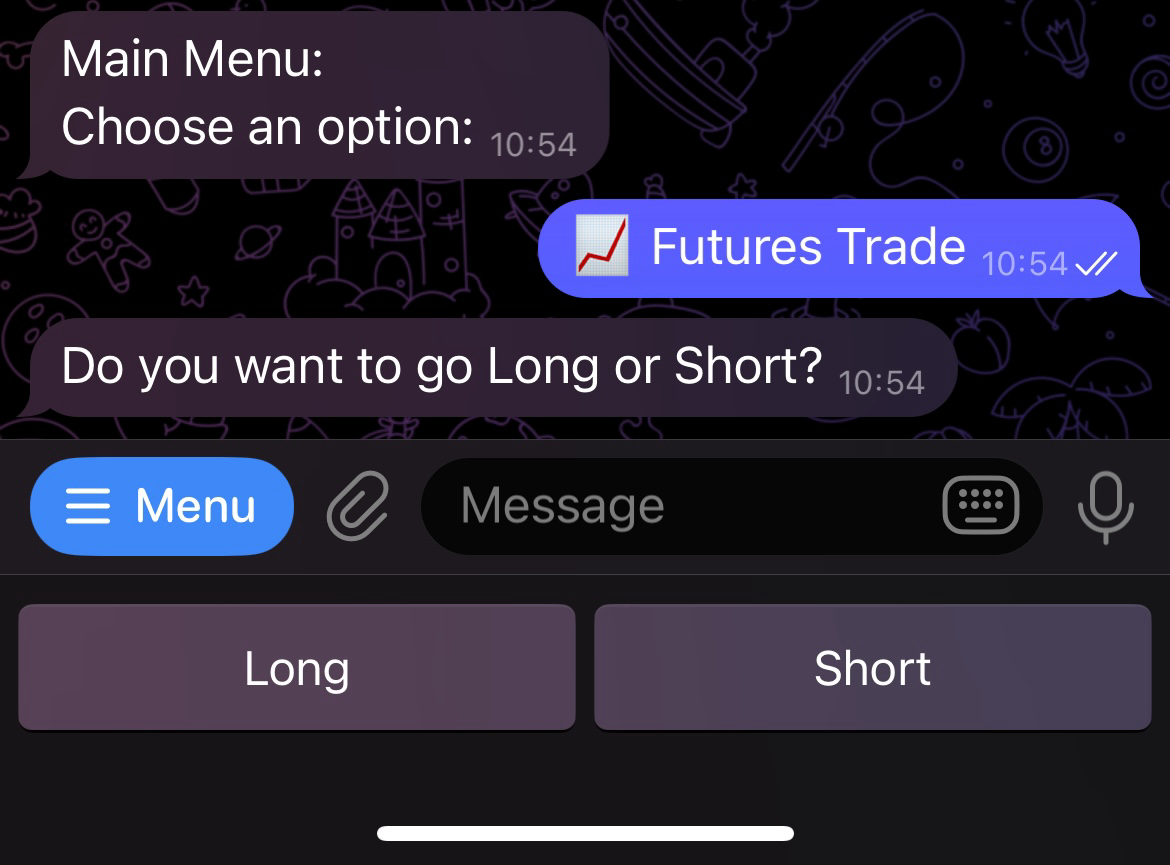 Main Menu:
Choose an option: 10:54
📈 Futures Trade 10:54
Do you want to go Long or Short? 10:54
Menu
Message
Long
Short